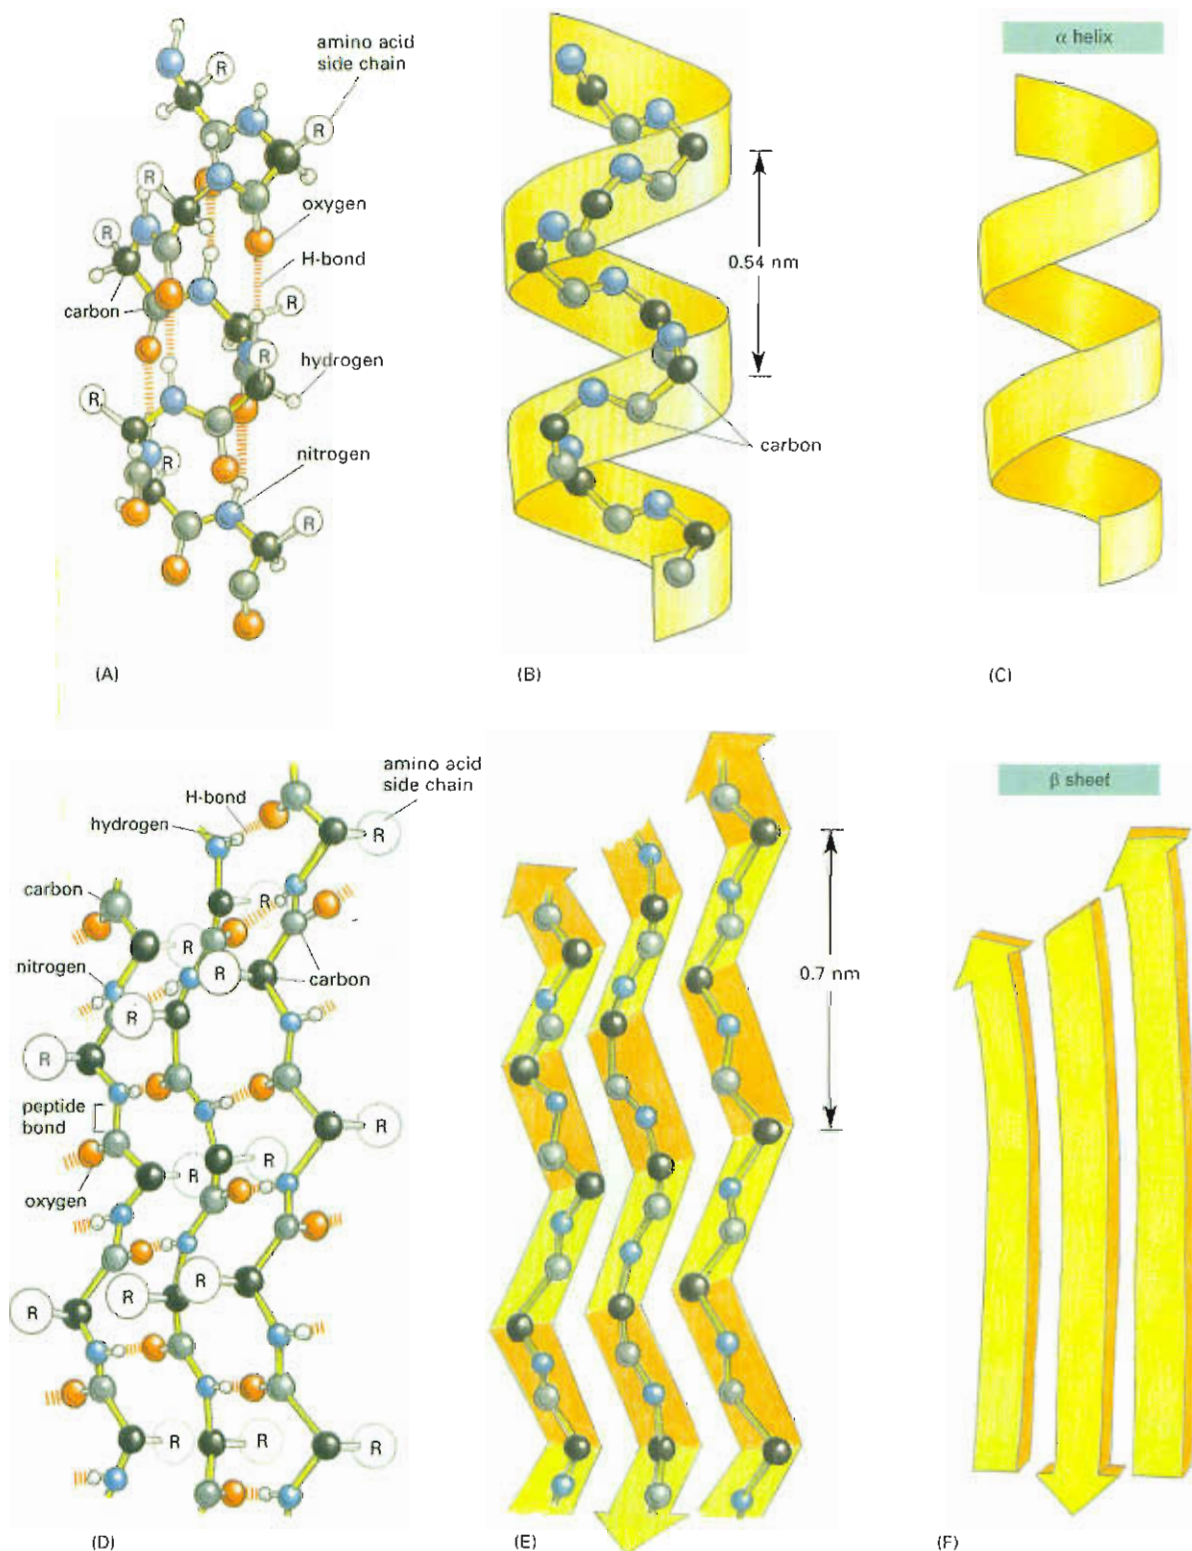 amino acid
side chain
R
R
R
oxygen
R
H-bond
R
carbon
R
hydrogen
R
nitrogen
R
R
(A)
0.54 nm
carbon
(B)
α helix
(C)
amino acid
side chain
H-bond
hydrogen
R
carbon
R
R
nitrogen
R
carbon
R
R
peptide
bond
R
R
R
oxygen
R
R
R
R
R
R
(D)
0.7 nm
(E)
β sheet
(F)